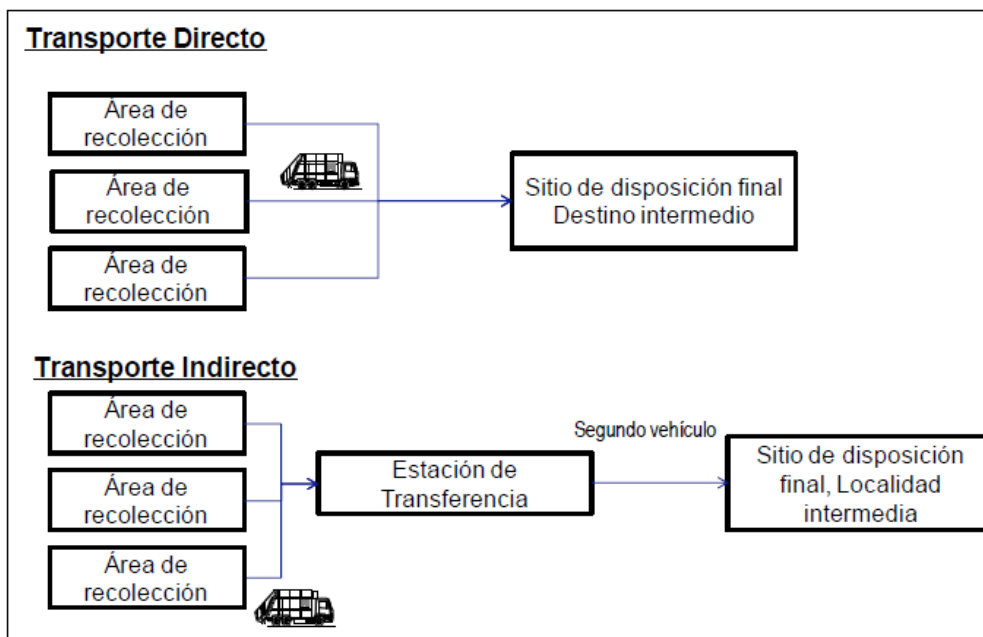 Transporte Directo
Área de
recolección
Área de
recolección
Área de
recolección
Sitio de disposición final
Destino intermedio
Transporte Indirecto
Área de
recolección
Área de
recolección
Área de
recolección
Estación de
Transferencia
Segundo vehículo
Sitio de disposición
final, Localidad
intermedia